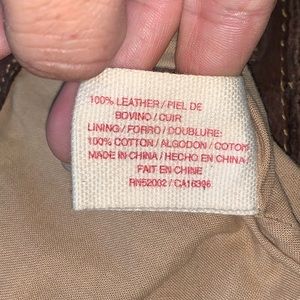 100% LEATHER / PIEL DE
BOVINO / CUIR
LINING / FORRO / DOUBLURE:
100% COTTON / ALGODON / COTON
MADE IN CHINA / HECHO EN CHINA /
FAIT EN CHINE
RN52002 / CA16396